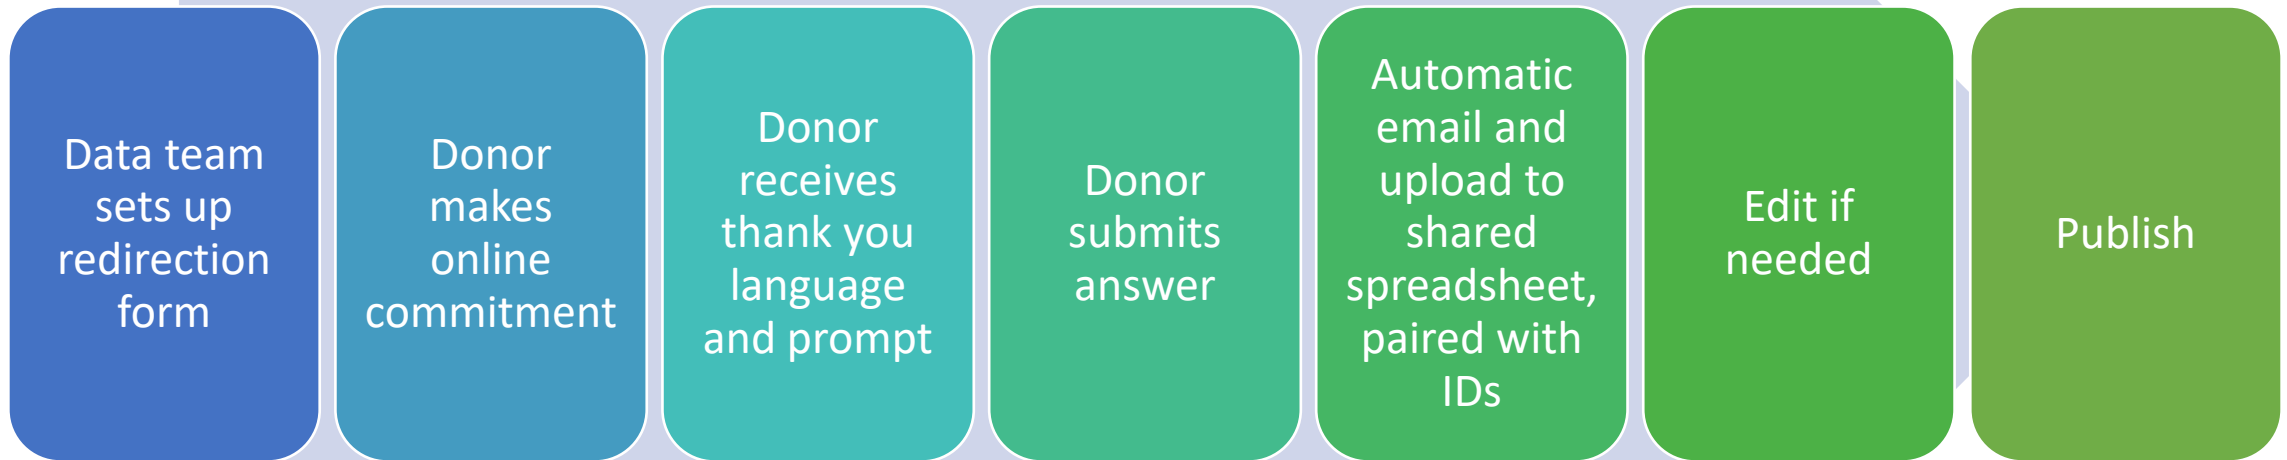 Data team
sets up
redirection
form
Donor
makes
online
commitment
Donor
receives
thank you
language
and prompt
Donor
submits
answer
Automatic
email and
upload to
shared
spreadsheet,
paired with
IDs
Edit if
needed
Publish